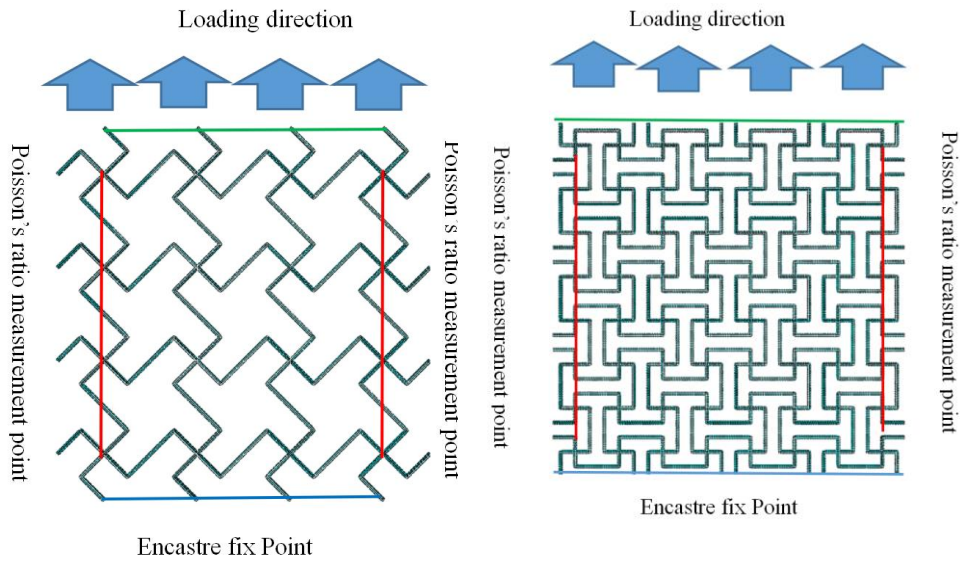 Loading direction
Poisson`s ratio measurement point
Poisson`s ratio measurement point
Encastre fix Point
Loading direction
Poisson`s ratio measurement point
Poisson`s ratio measurement point
Encastre fix Point